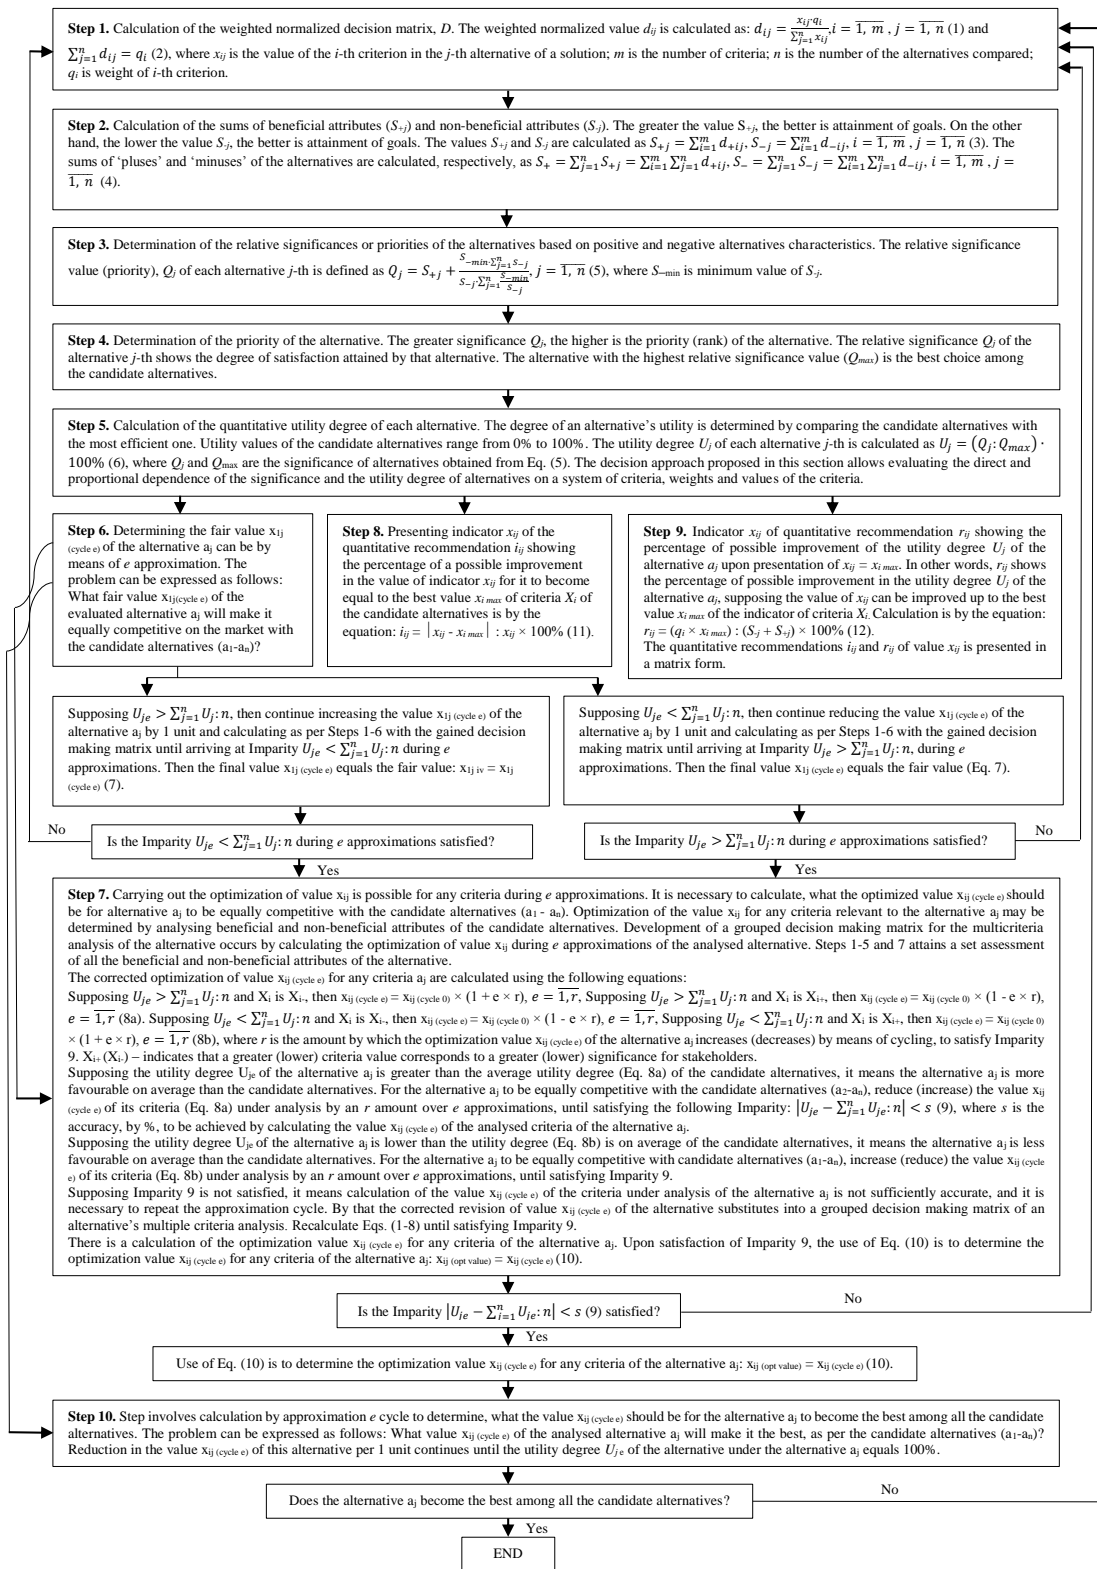 Step 1. Calculation of the weighted normalized decision matrix, D. The weighted normalized value dij is calculated as: d_ij = (x_ij·q_i)/(∑_{j=1}^n x_ij), i = 1, m , j = 1, n (1) and
∑_{j=1}^n d_ij = q_i (2), where xij is the value of the i-th criterion in the j-th alternative of a solution; m is the number of criteria; n is the number of the alternatives compared;
qi is weight of i-th criterion.
Step 2. Calculation of the sums of beneficial attributes (S+j) and non-beneficial attributes (S-j). The greater the value S+j, the better is attainment of goals. On the other
hand, the lower the value S-j, the better is attainment of goals. The values S+j and S-j are calculated as S_+j = ∑_{i=1}^m d_+ij, S_−j = ∑_{i=1}^m d_−ij, i = 1, m , j = 1, n (3). The
sums of ‘pluses’ and ‘minuses’ of the alternatives are calculated, respectively, as S_+ = ∑_{j=1}^n S_+j = ∑_{i=1}^m ∑_{j=1}^n d_+ij, S_− = ∑_{j=1}^n S_−j = ∑_{i=1}^m ∑_{j=1}^n d_−ij, i = 1, m , j =
1, n (4).
Step 3. Determination of the relative significances or priorities of the alternatives based on positive and negative alternatives characteristics. The relative significance
value (priority), Qj of each alternative j-th is defined as Q_j = S_+j + (S_−min·∑_{j=1}^n S_−j)/(S_−j·∑_{j=1}^n (S_−min/S_−j)), j = 1, n (5), where S–min is minimum value of S-j.
Step 4. Determination of the priority of the alternative. The greater significance Qj, the higher is the priority (rank) of the alternative. The relative significance Qj of the
alternative j-th shows the degree of satisfaction attained by that alternative. The alternative with the highest relative significance value (Qmax) is the best choice among
the candidate alternatives.
Step 5. Calculation of the quantitative utility degree of each alternative. The degree of an alternative’s utility is determined by comparing the candidate alternatives with
the most efficient one. Utility values of the candidate alternatives range from 0% to 100%. The utility degree Uj of each alternative j-th is calculated as U_j = (Q_j: Q_max) ·
100% (6), where Qj and Qmax are the significance of alternatives obtained from Eq. (5). The decision approach proposed in this section allows evaluating the direct and
proportional dependence of the significance and the utility degree of alternatives on a system of criteria, weights and values of the criteria.
Step 6. Determining the fair value x1j
(cycle e) of the alternative aj can be by
means of e approximation. The
problem can be expressed as follows:
What fair value x1j(cycle e) of the
evaluated alternative aj will make it
equally competitive on the market with
the candidate alternatives (a1-an)?
Step 8. Presenting indicator xij of the
quantitative recommendation iij showing
the percentage of a possible improvement
in the value of indicator xij for it to become
equal to the best value xi max of criteria Xi of
the candidate alternatives is by the
equation: iij = |xij - xi max| : xij × 100% (11).
Step 9. Indicator xij of quantitative recommendation rij showing the
percentage of possible improvement of the utility degree Uj of the
alternative aj upon presentation of xij = xi max. In other words, rij shows
the percentage of possible improvement in the utility degree Uj of the
alternative aj, supposing the value of xij can be improved up to the best
value xi max of the indicator of criteria Xi. Calculation is by the equation:
rij = (qi × xi max) : (S-j + S+j) × 100% (12).
The quantitative recommendations iij and rij of value xij is presented in
a matrix form.
Supposing U_je > ∑_{j=1}^n U_j: n, then continue increasing the value x1j (cycle e) of the
alternative aj by 1 unit and calculating as per Steps 1-6 with the gained decision
making matrix until arriving at Imparity U_je < ∑_{j=1}^n U_j: n during e
approximations. Then the final value x1j (cycle e) equals the fair value: x1j iv = x1j
(cycle e) (7).
Supposing U_je < ∑_{j=1}^n U_j: n, then continue reducing the value x1j (cycle e) of the
alternative aj by 1 unit and calculating as per Steps 1-6 with the gained decision
making matrix until arriving at Imparity U_je > ∑_{j=1}^n U_j: n, during e
approximations. Then the final value x1j (cycle e) equals the fair value (Eq. 7).
No
Is the Imparity U_je < ∑_{j=1}^n U_j: n during e approximations satisfied?
Is the Imparity U_je > ∑_{j=1}^n U_j: n during e approximations satisfied?
No
Yes
Yes
Step 7. Carrying out the optimization of value xij is possible for any criteria during e approximations. It is necessary to calculate, what the optimized value xij (cycle e) should
be for alternative aj to be equally competitive with the candidate alternatives (a1 - an). Optimization of the value xij for any criteria relevant to the alternative aj may be
determined by analysing beneficial and non-beneficial attributes of the candidate alternatives. Development of a grouped decision making matrix for the multicriteria
analysis of the alternative occurs by calculating the optimization of value xij during e approximations of the analysed alternative. Steps 1-5 and 7 attains a set assessment
of all the beneficial and non-beneficial attributes of the alternative.
The corrected optimization of value xij (cycle e) for any criteria aj are calculated using the following equations:
Supposing U_je > ∑_{j=1}^n U_j: n and Xi is Xi-, then xij (cycle e) = xij (cycle 0) × (1 + e × r), e = 1, r, Supposing U_je > ∑_{j=1}^n U_j: n and Xi is Xi+, then xij (cycle e) = xij (cycle 0) × (1 - e × r),
e = 1, r (8a). Supposing U_je < ∑_{j=1}^n U_j: n and Xi is Xi-, then xij (cycle e) = xij (cycle 0) × (1 - e × r), e = 1, r, Supposing U_je < ∑_{j=1}^n U_j: n and Xi is Xi+, then xij (cycle e) = xij (cycle 0)
× (1 + e × r), e = 1, r (8b), where r is the amount by which the optimization value xij (cycle e) of the alternative aj increases (decreases) by means of cycling, to satisfy Imparity
9. Xi+ (Xi-) – indicates that a greater (lower) criteria value corresponds to a greater (lower) significance for stakeholders.
Supposing the utility degree Uje of the alternative aj is greater than the average utility degree (Eq. 8a) of the candidate alternatives, it means the alternative aj is more
favourable on average than the candidate alternatives. For the alternative aj to be equally competitive with the candidate alternatives (a2-an), reduce (increase) the value xij
(cycle e) of its criteria (Eq. 8a) under analysis by an r amount over e approximations, until satisfying the following Imparity: |U_je − ∑_{j=1}^n U_je: n| < s (9), where s is the
accuracy, by %, to be achieved by calculating the value xij (cycle e) of the analysed criteria of the alternative aj.
Supposing the utility degree Uje of the alternative aj is lower than the utility degree (Eq. 8b) is on average of the candidate alternatives, it means the alternative aj is less
favourable on average than the candidate alternatives. For the alternative aj to be equally competitive with candidate alternatives (a1-an), increase (reduce) the value xij (cycle
e) of its criteria (Eq. 8b) under analysis by an r amount over e approximations, until satisfying Imparity 9.
Supposing Imparity 9 is not satisfied, it means calculation of the value xij (cycle e) of the criteria under analysis of the alternative aj is not sufficiently accurate, and it is
necessary to repeat the approximation cycle. By that the corrected revision of value xij (cycle e) of the alternative substitutes into a grouped decision making matrix of an
alternative’s multiple criteria analysis. Recalculate Eqs. (1-8) until satisfying Imparity 9.
There is a calculation of the optimization value xij (cycle e) for any criteria of the alternative aj. Upon satisfaction of Imparity 9, the use of Eq. (10) is to determine the
optimization value xij (cycle e) for any criteria of the alternative aj: xij (opt value) = xij (cycle e) (10).
Is the Imparity |U_je − ∑_{i=1}^n U_je: n| < s (9) satisfied?
No
Yes
Use of Eq. (10) is to determine the optimization value xij (cycle e) for any criteria of the alternative aj: xij (opt value) = xij (cycle e) (10).
Step 10. Step involves calculation by approximation e cycle to determine, what the value xij (cycle e) should be for the alternative aj to become the best among all the candidate
alternatives. The problem can be expressed as follows: What value xij (cycle e) of the analysed alternative aj will make it the best, as per the candidate alternatives (a1-an)?
Reduction in the value xij (cycle e) of this alternative per 1 unit continues until the utility degree Uj e of the alternative under the alternative aj equals 100%.
Does the alternative aj become the best among all the candidate alternatives?
No
Yes
END